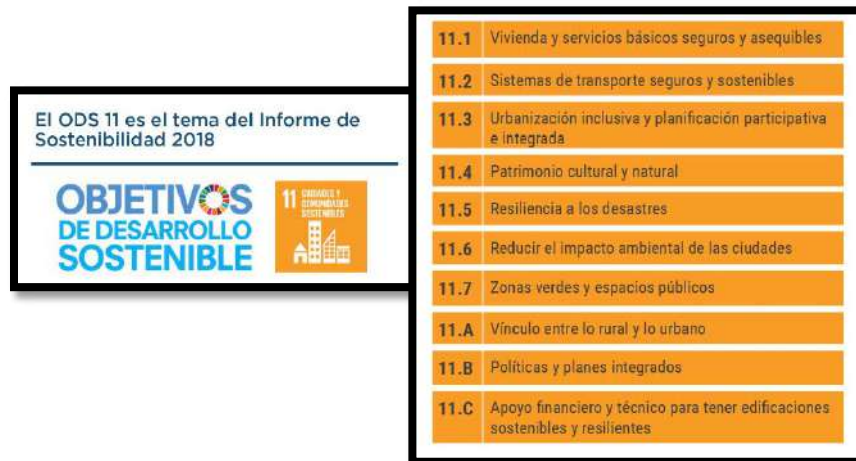 El ODS 11 es el tema del Informe de
Sostenibilidad 2018
OBJETIVOS
DE DESARROLLO
SOSTENIBLE
11 CIUDADES Y
COMUNIDADES
SOSTENIBLES
11.1 Vivienda y servicios básicos seguros y asequibles
11.2 Sistemas de transporte seguros y sostenibles
11.3 Urbanización inclusiva y planificación participativa
e integrada
11.4 Patrimonio cultural y natural
11.5 Resiliencia a los desastres
11.6 Reducir el impacto ambiental de las ciudades
11.7 Zonas verdes y espacios públicos
11.A Vínculo entre lo rural y lo urbano
11.B Políticas y planes integrados
11.C Apoyo financiero y técnico para tener edificaciones
sostenibles y resilientes